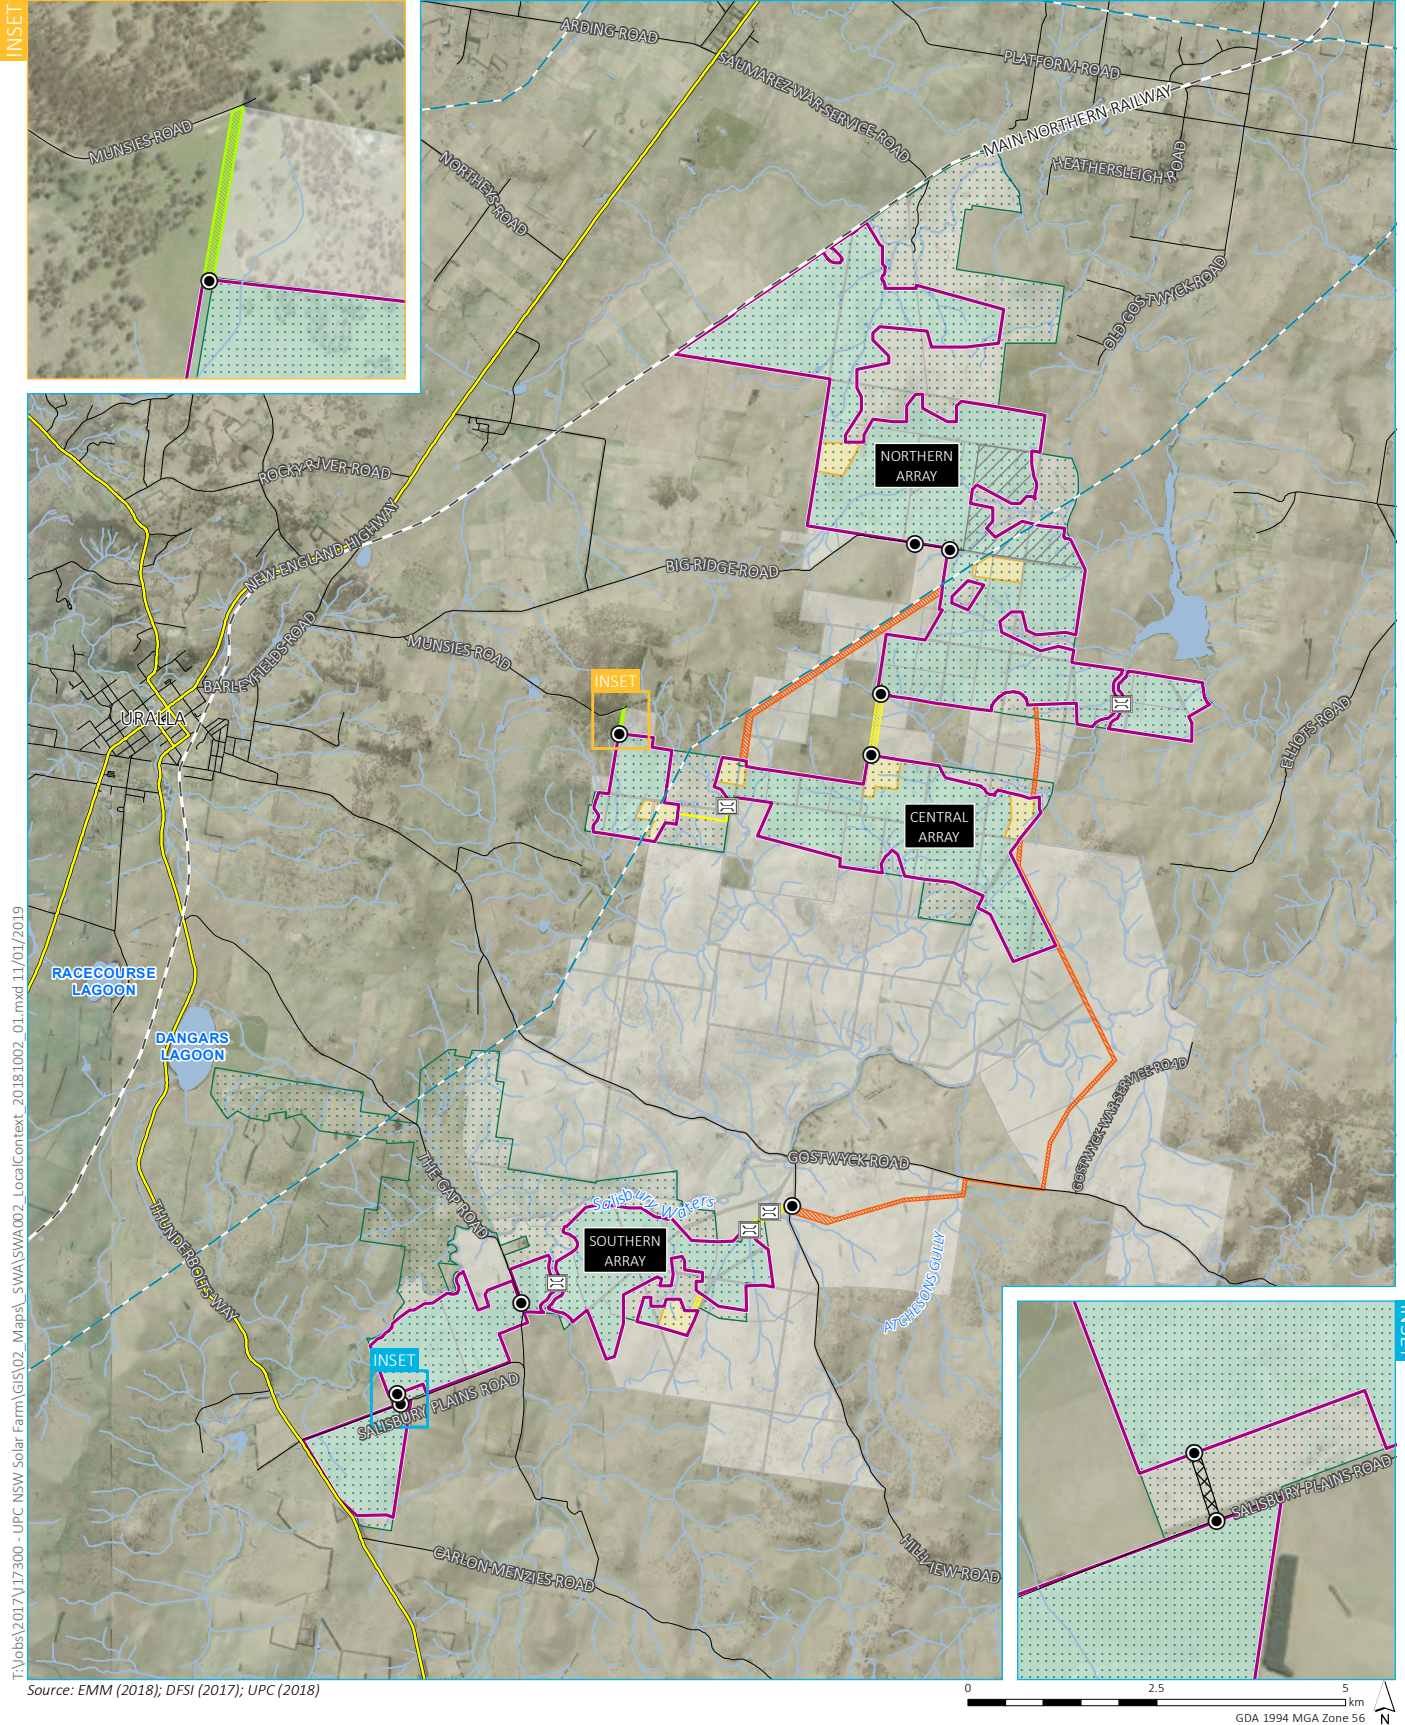 INSET
MUNSIES ROAD
ARDING ROAD
SAUMAREZ WAR SERVICE ROAD
PLATFORM ROAD
MAIN NORTHERN RAILWAY
HEATHERSLEIGH ROAD
NORTHEYS ROAD
OLD GOSTWYCK ROAD
ROCKY RIVER ROAD
NEW ENGLAND HIGHWAY
NORTHERN
ARRAY
BIG RIDGE ROAD
MUNSIES ROAD
BARLEYFIELDS ROAD
INSET
URALLA
ELLIOTS ROAD
CENTRAL
ARRAY
RACECOURSE
LAGOON
DANGARS
LAGOON
GOSTWYCK WAR SERVICE ROAD
GOSTWYCK ROAD
THE GAP ROAD
Salisbury Waters
THUNDERBOLTS WAY
SOUTHERN
ARRAY
ATCHESONS GULLY
INSET
SALISBURY PLAINS ROAD
INSET
SALISBURY PLAINS ROAD
HILLVIEW ROAD
CARLON MENZIES ROAD
T:\Jobs\2017\J17300 - UPC NSW Solar Farm\GIS\02_Maps\_SWA\SWA002_LocalContext_20181002_01.mxd 11/01/2019
Source: EMM (2018); DFSI (2017); UPC (2018)
0 2.5 5
km
GDA 1994 MGA Zone 56
N